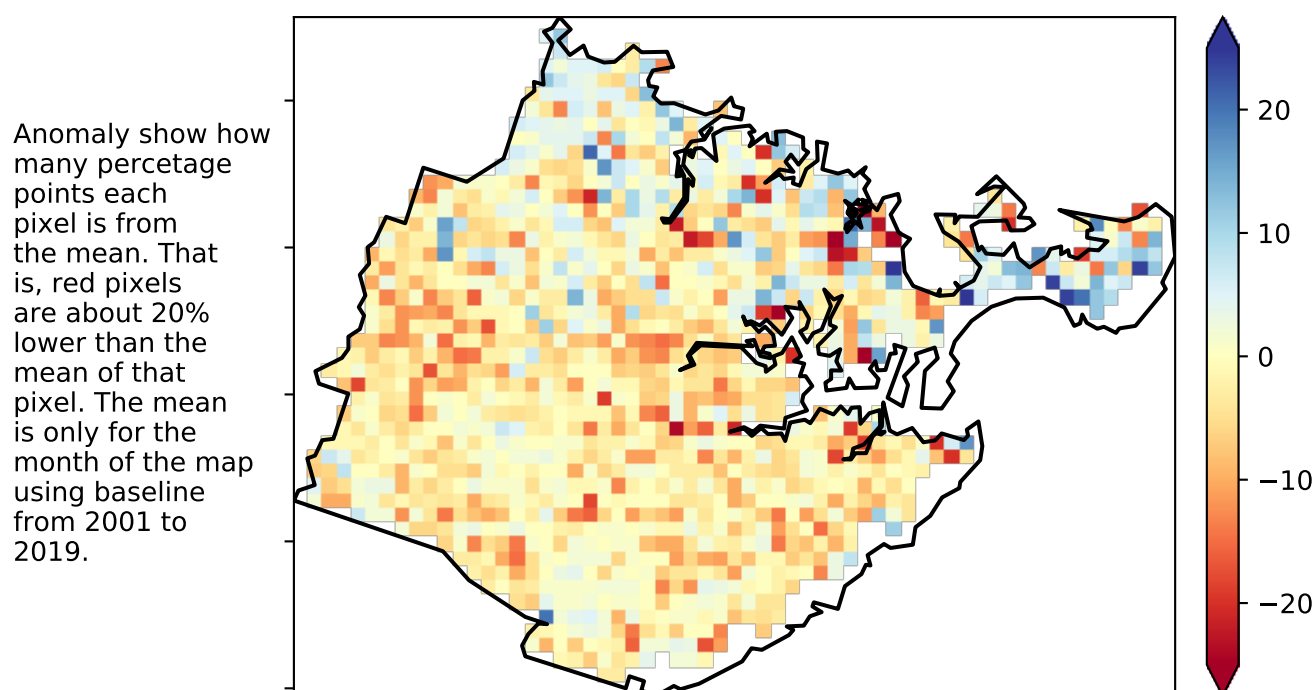 Anomaly show how
many percetage
points each
pixel is from
the mean. That
is, red pixels
are about 20%
lower than the
mean of that
pixel. The mean
is only for the
month of the map
using baseline
from 2001 to
2019.
20
10
0
−10
−20